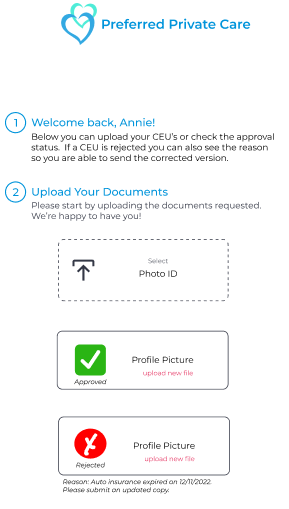 Preferred Private Care
1 Welcome back, Annie!
Below you can upload your CEU's or check the approval
status. If a CEU is rejected you can also see the reason
so you are able to send the corrected version.
2 Upload Your Documents
Please start by uploading the documents requested.
We're happy to have you!
Select
Photo ID
Profile Picture
upload new file
Approved
Profile Picture
upload new file
Rejected
Reason: Auto insurance expired on 12/11/2022.
Please submit an updated copy.